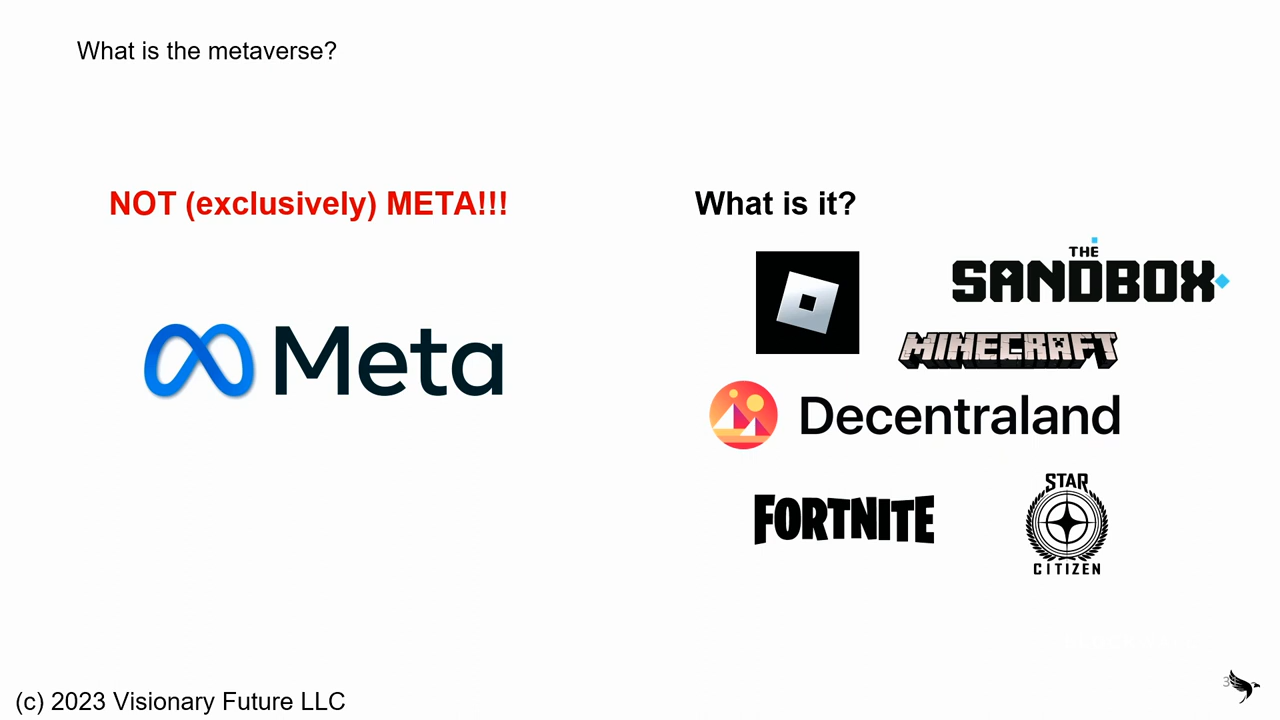 What is the metaverse?
NOT (exclusively) META!!!
What is it?
THE
SANDBOX
MINECRAFT
Meta
Decentraland
FORTNITE
STAR
CITIZEN
(c) 2023 Visionary Future LLC
3